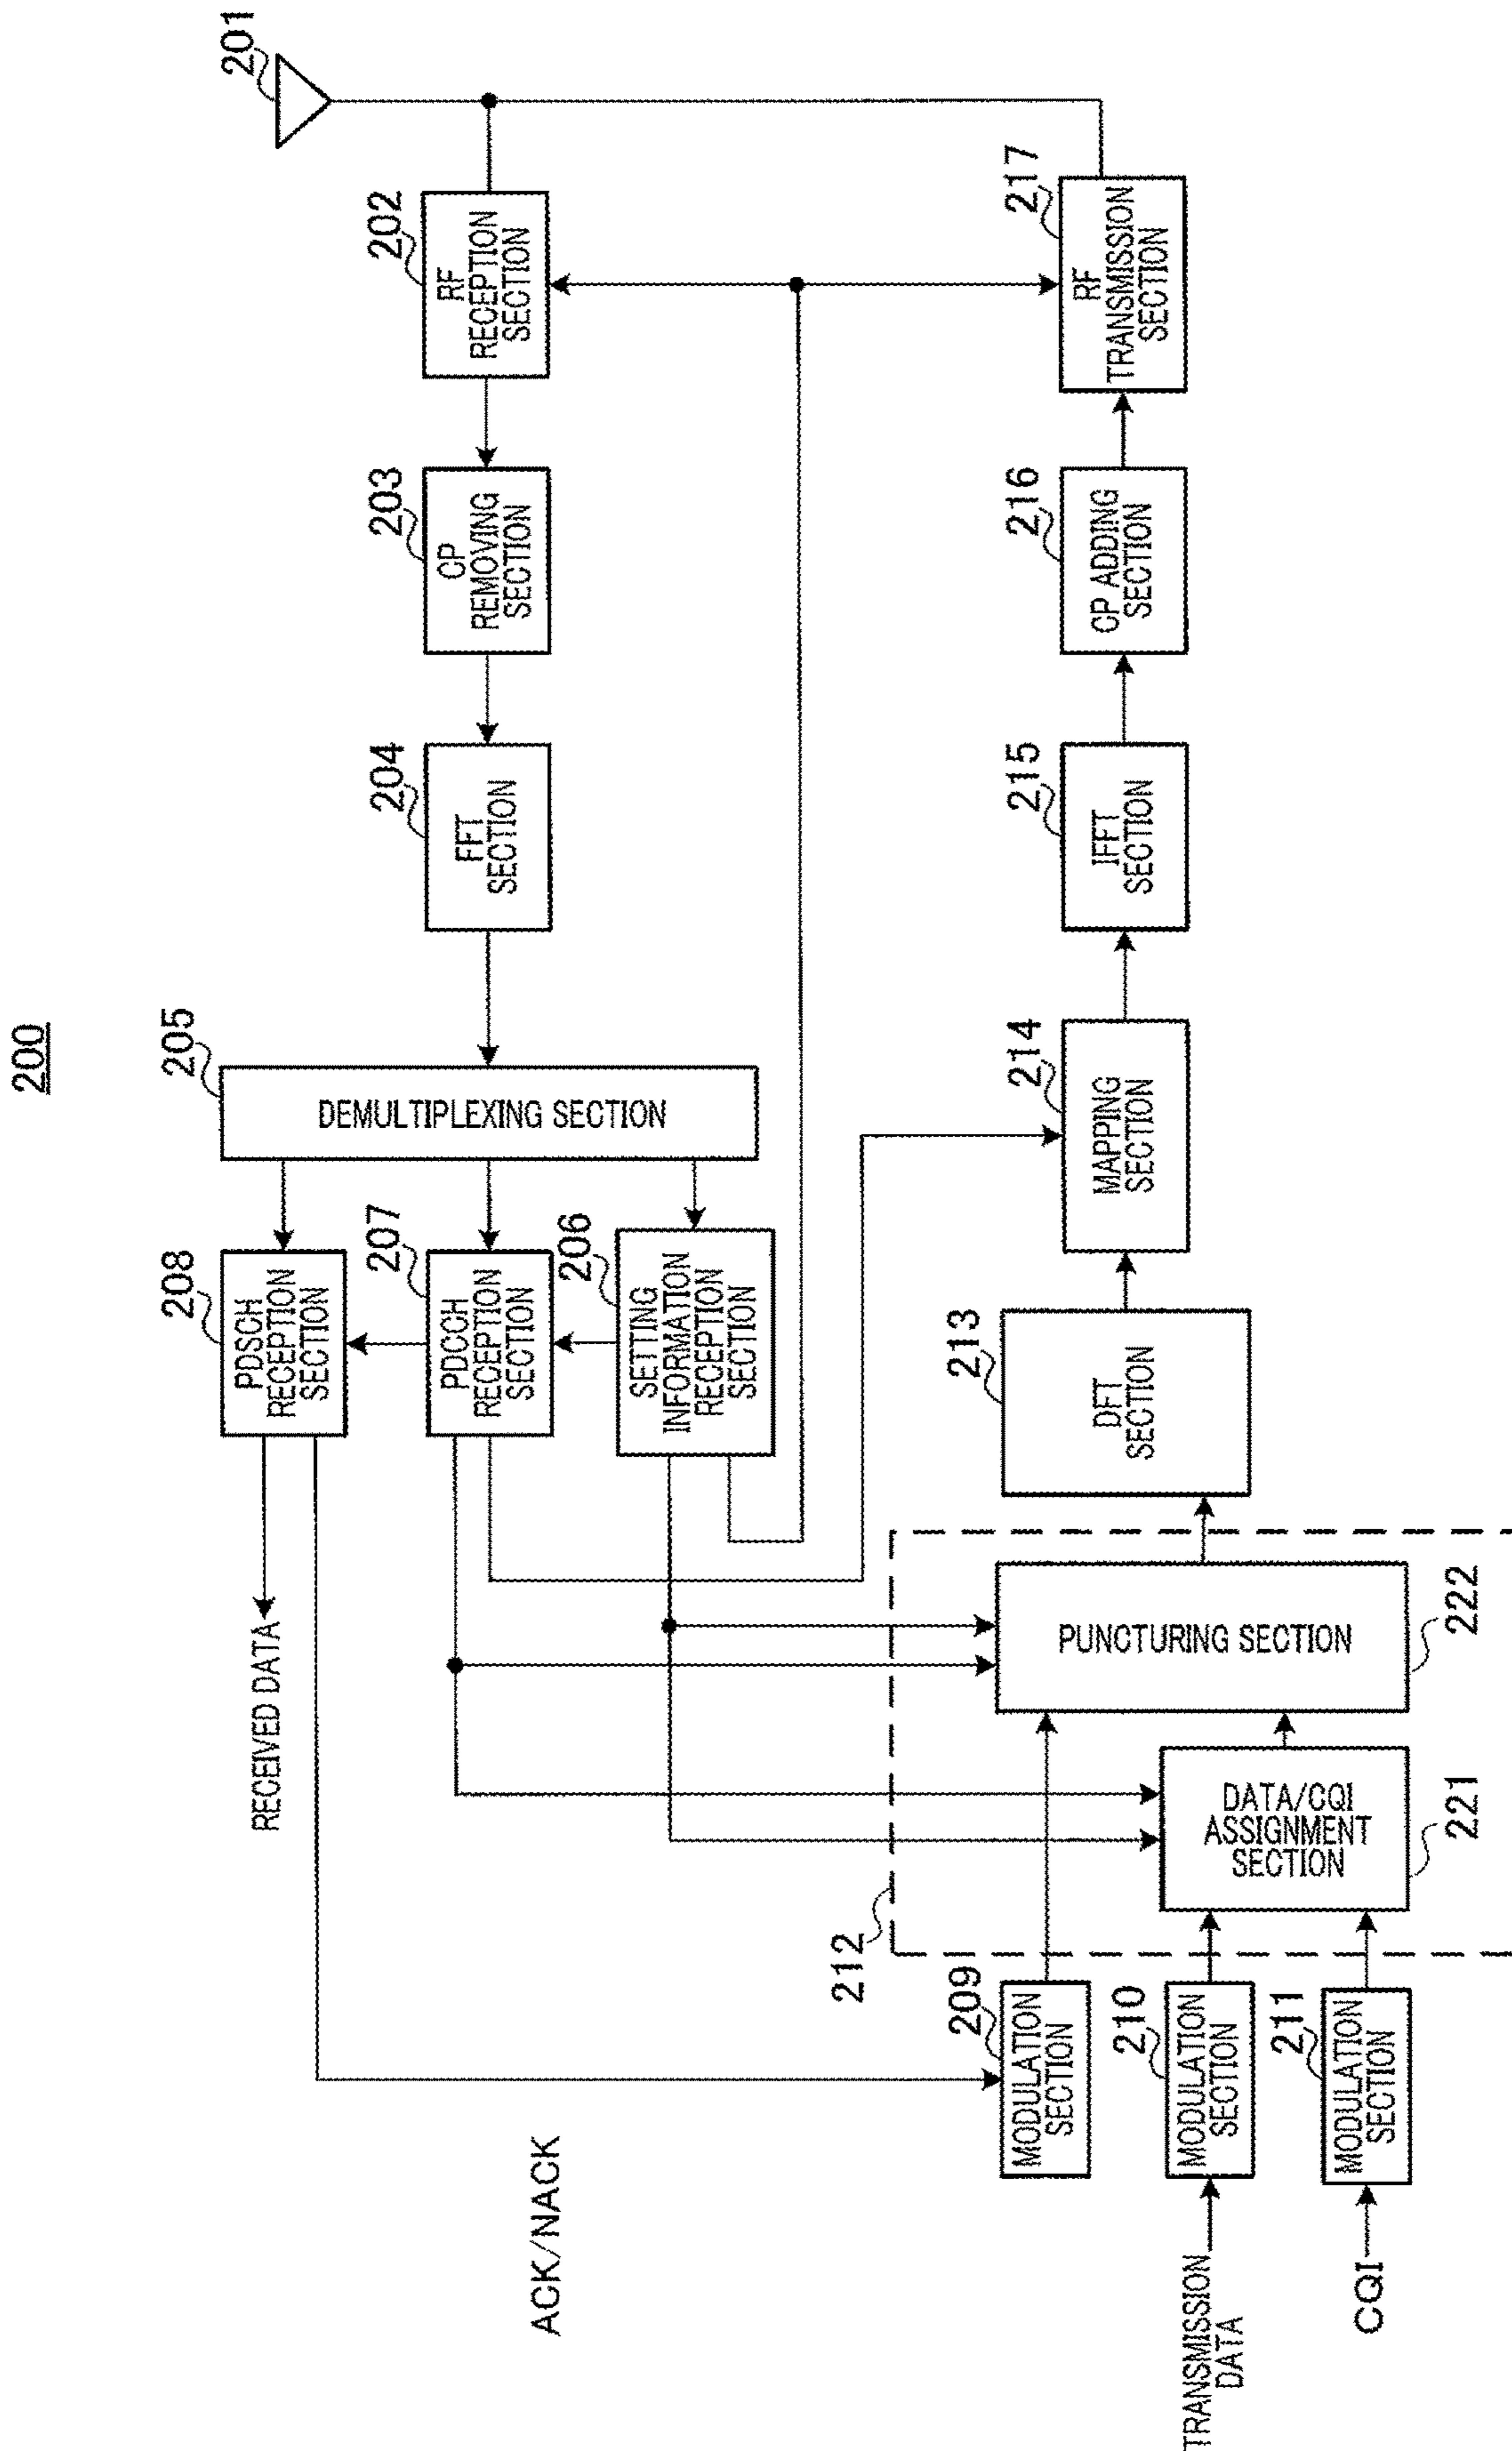 200
201
202
RF
RECEPTION
SECTION
203
CP
REMOVING
SECTION
204
FFT
SECTION
205
DEMULTIPLEXING SECTION
208
PDSCH
RECEPTION
SECTION
207
PDCCH
RECEPTION
SECTION
206
SETTING
INFORMATION
RECEPTION
SECTION
RECEIVED DATA
ACK/NACK
217
RF
TRANSMISSION
SECTION
216
CP ADDING
SECTION
215
IFFT
SECTION
214
MAPPING
SECTION
213
DFT
SECTION
212
PUNCTURING SECTION
222
DATA/CQI
ASSIGNMENT
SECTION
221
209
MODULATION
SECTION
210
MODULATION
SECTION
211
MODULATION
SECTION
TRANSMISSION
DATA
CQI